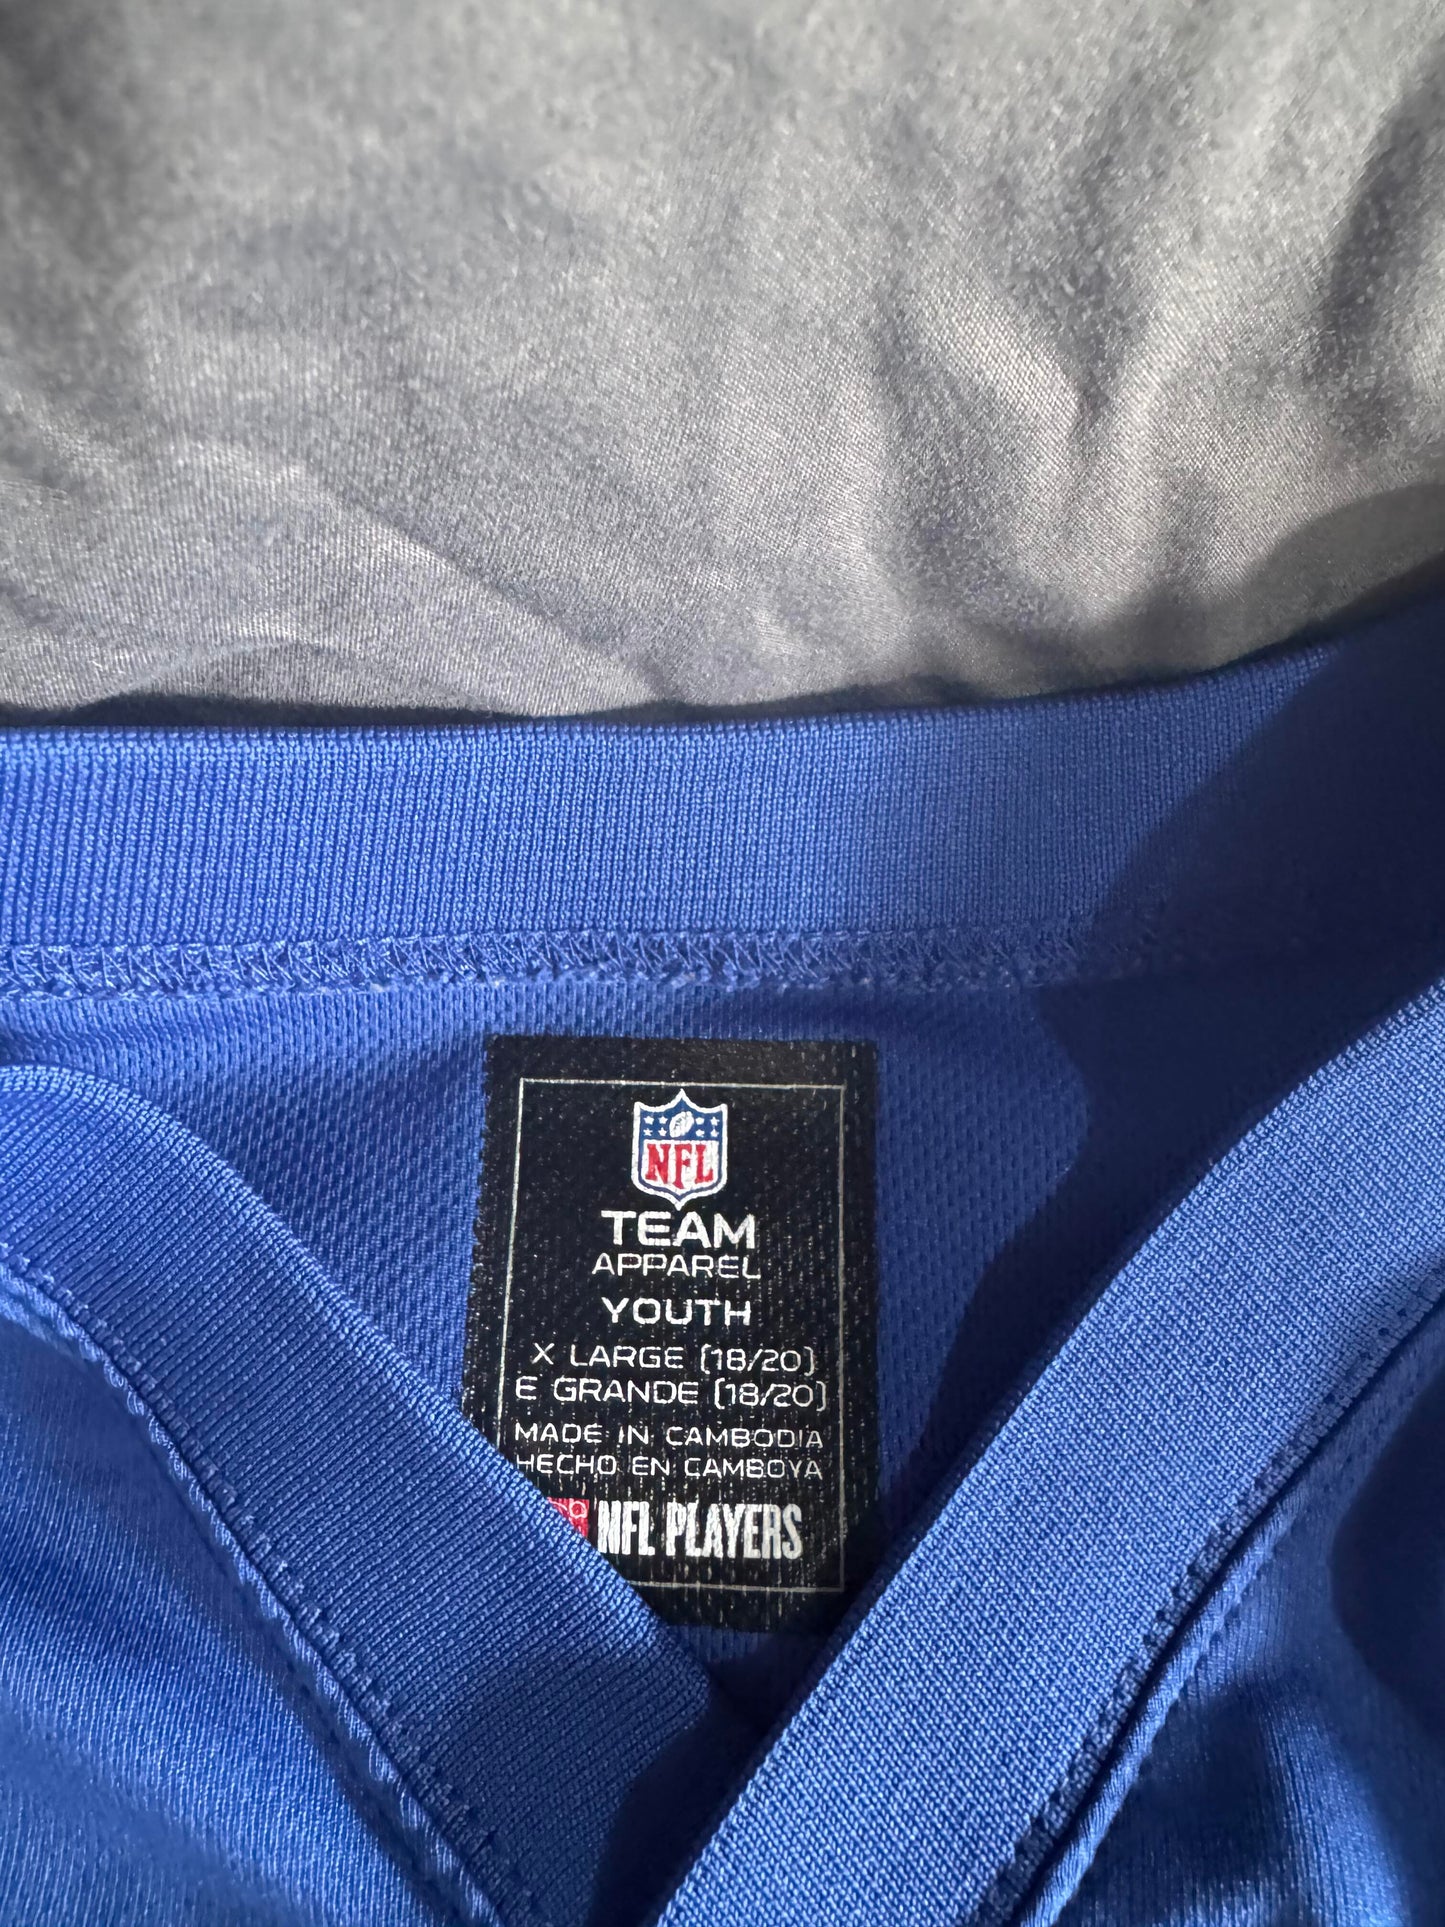 NFL
TEAM
APPAREL
YOUTH
X LARGE (18/20)
E GRANDE (18/20)
MADE IN CAMBODIA
HECHO EN CAMBOYA
NFL PLAYERS